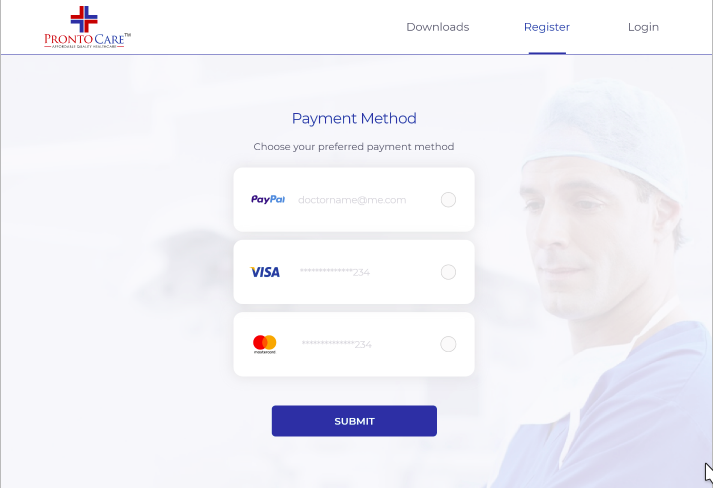 PRONTO CARE™
AFFORDABLE QUALITY HEALTHCARE
Downloads
Register
Login
Payment Method
Choose your preferred payment method
PayPal
doctorname@me.com
VISA
**************234
mastercard
**************234
SUBMIT